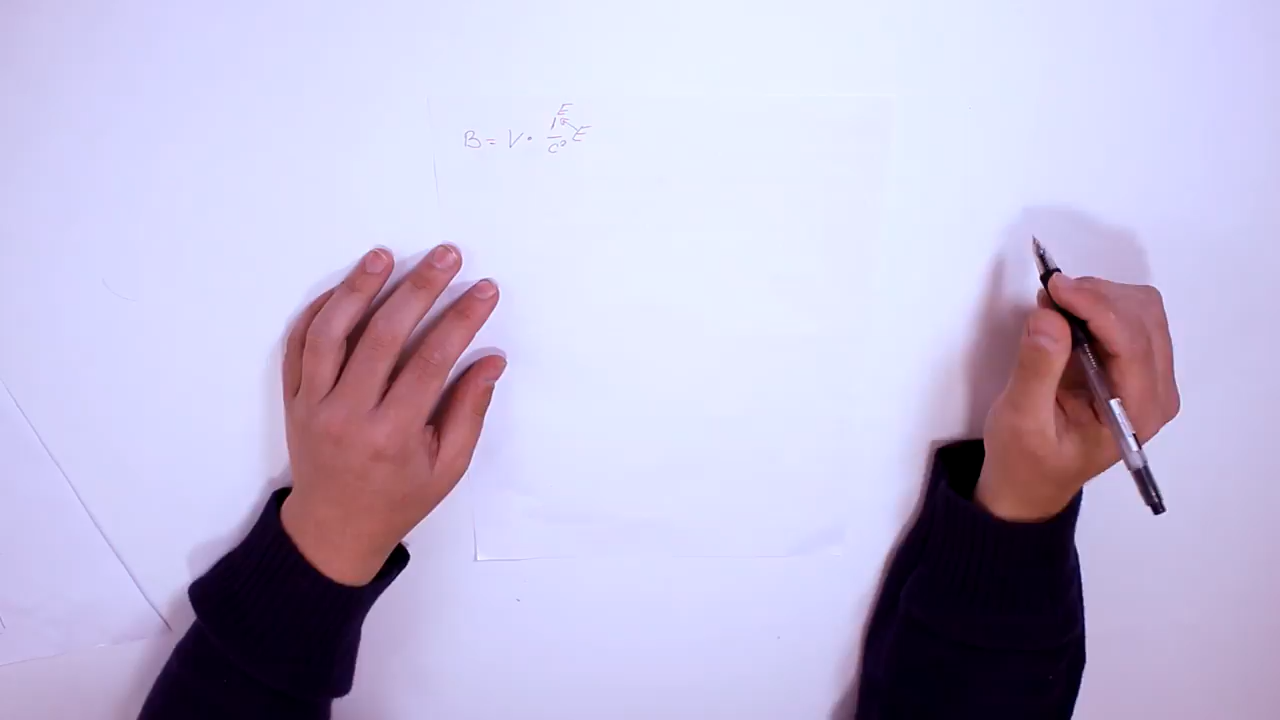 E
B = V · 1/c² E